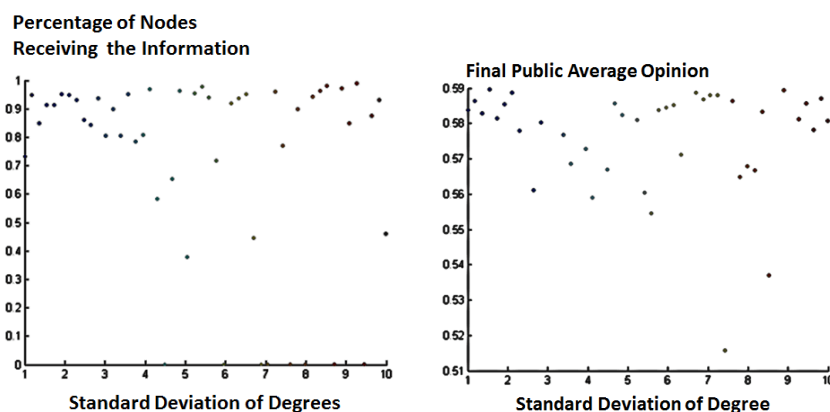 Percentage of Nodes
Receiving the Information
1
0.9
0.8
0.7
0.6
0.5
0.4
0.3
0.2
0.1
0
1 2 3 4 5 6 7 8 9 10
Standard Deviation of Degrees
Final Public Average Opinion
0.59
0.58
0.57
0.56
0.55
0.54
0.53
0.52
0.51
1 2 3 4 5 6 7 8 9 10
Standard Deviation of Degree